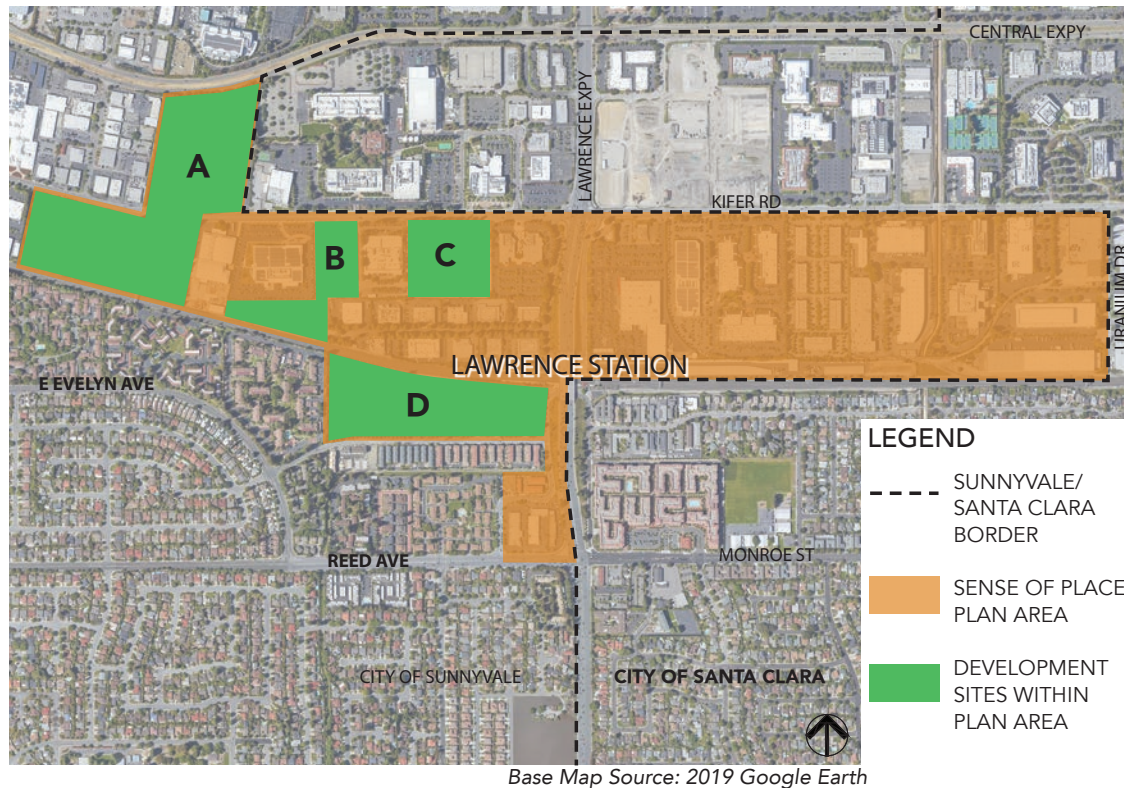 CENTRAL EXPY
LAWRENCE EXPY
A
KIFER RD
B
C
URANIUM DR
LAWRENCE STATION
E EVELYN AVE
D
LEGEND
SUNNYVALE/
SANTA CLARA
BORDER
MONROE ST
REED AVE
SENSE OF PLACE
PLAN AREA
CITY OF SUNNYVALE
CITY OF SANTA CLARA
DEVELOPMENT
SITES WITHIN
PLAN AREA
Base Map Source: 2019 Google Earth